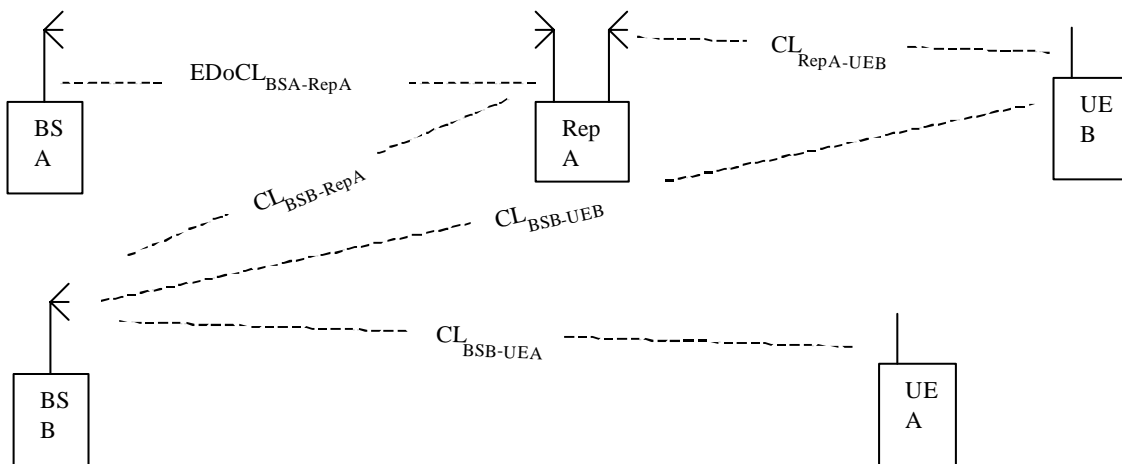 EDoCL BSA-RepA
CL RepA-UEB
BS
A
Rep
A
UE
B
CL BSB-RepA
CL BSB-UEB
CL BSB-UEA
BS
B
UE
A